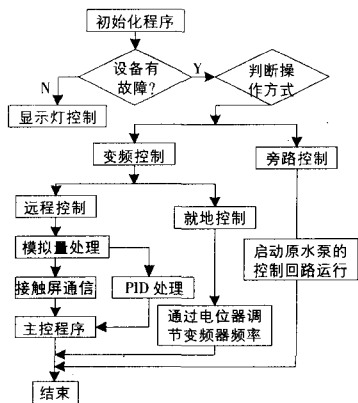 初始化程序
设备有
故障?
N
Y
判断操
作方式
显示灯控制
变频控制
旁路控制
远程控制
就地控制
模拟量处理
启动原水泵的
控制回路运行
接触屏通信
PID 处理
通过电位器调
节变频器频率
主控程序
结束